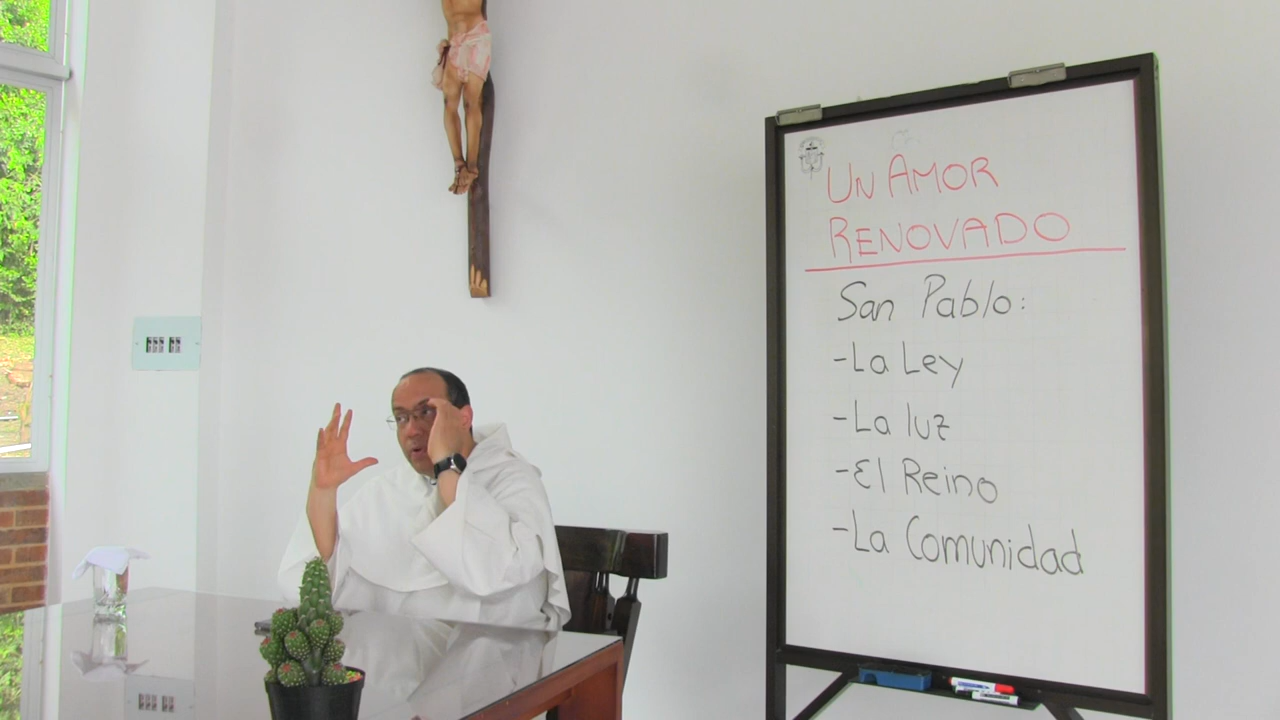 UN AMOR
RENOVADO
San Pablo:
-La Ley
-La luz
-El Reino
-La Comunidad